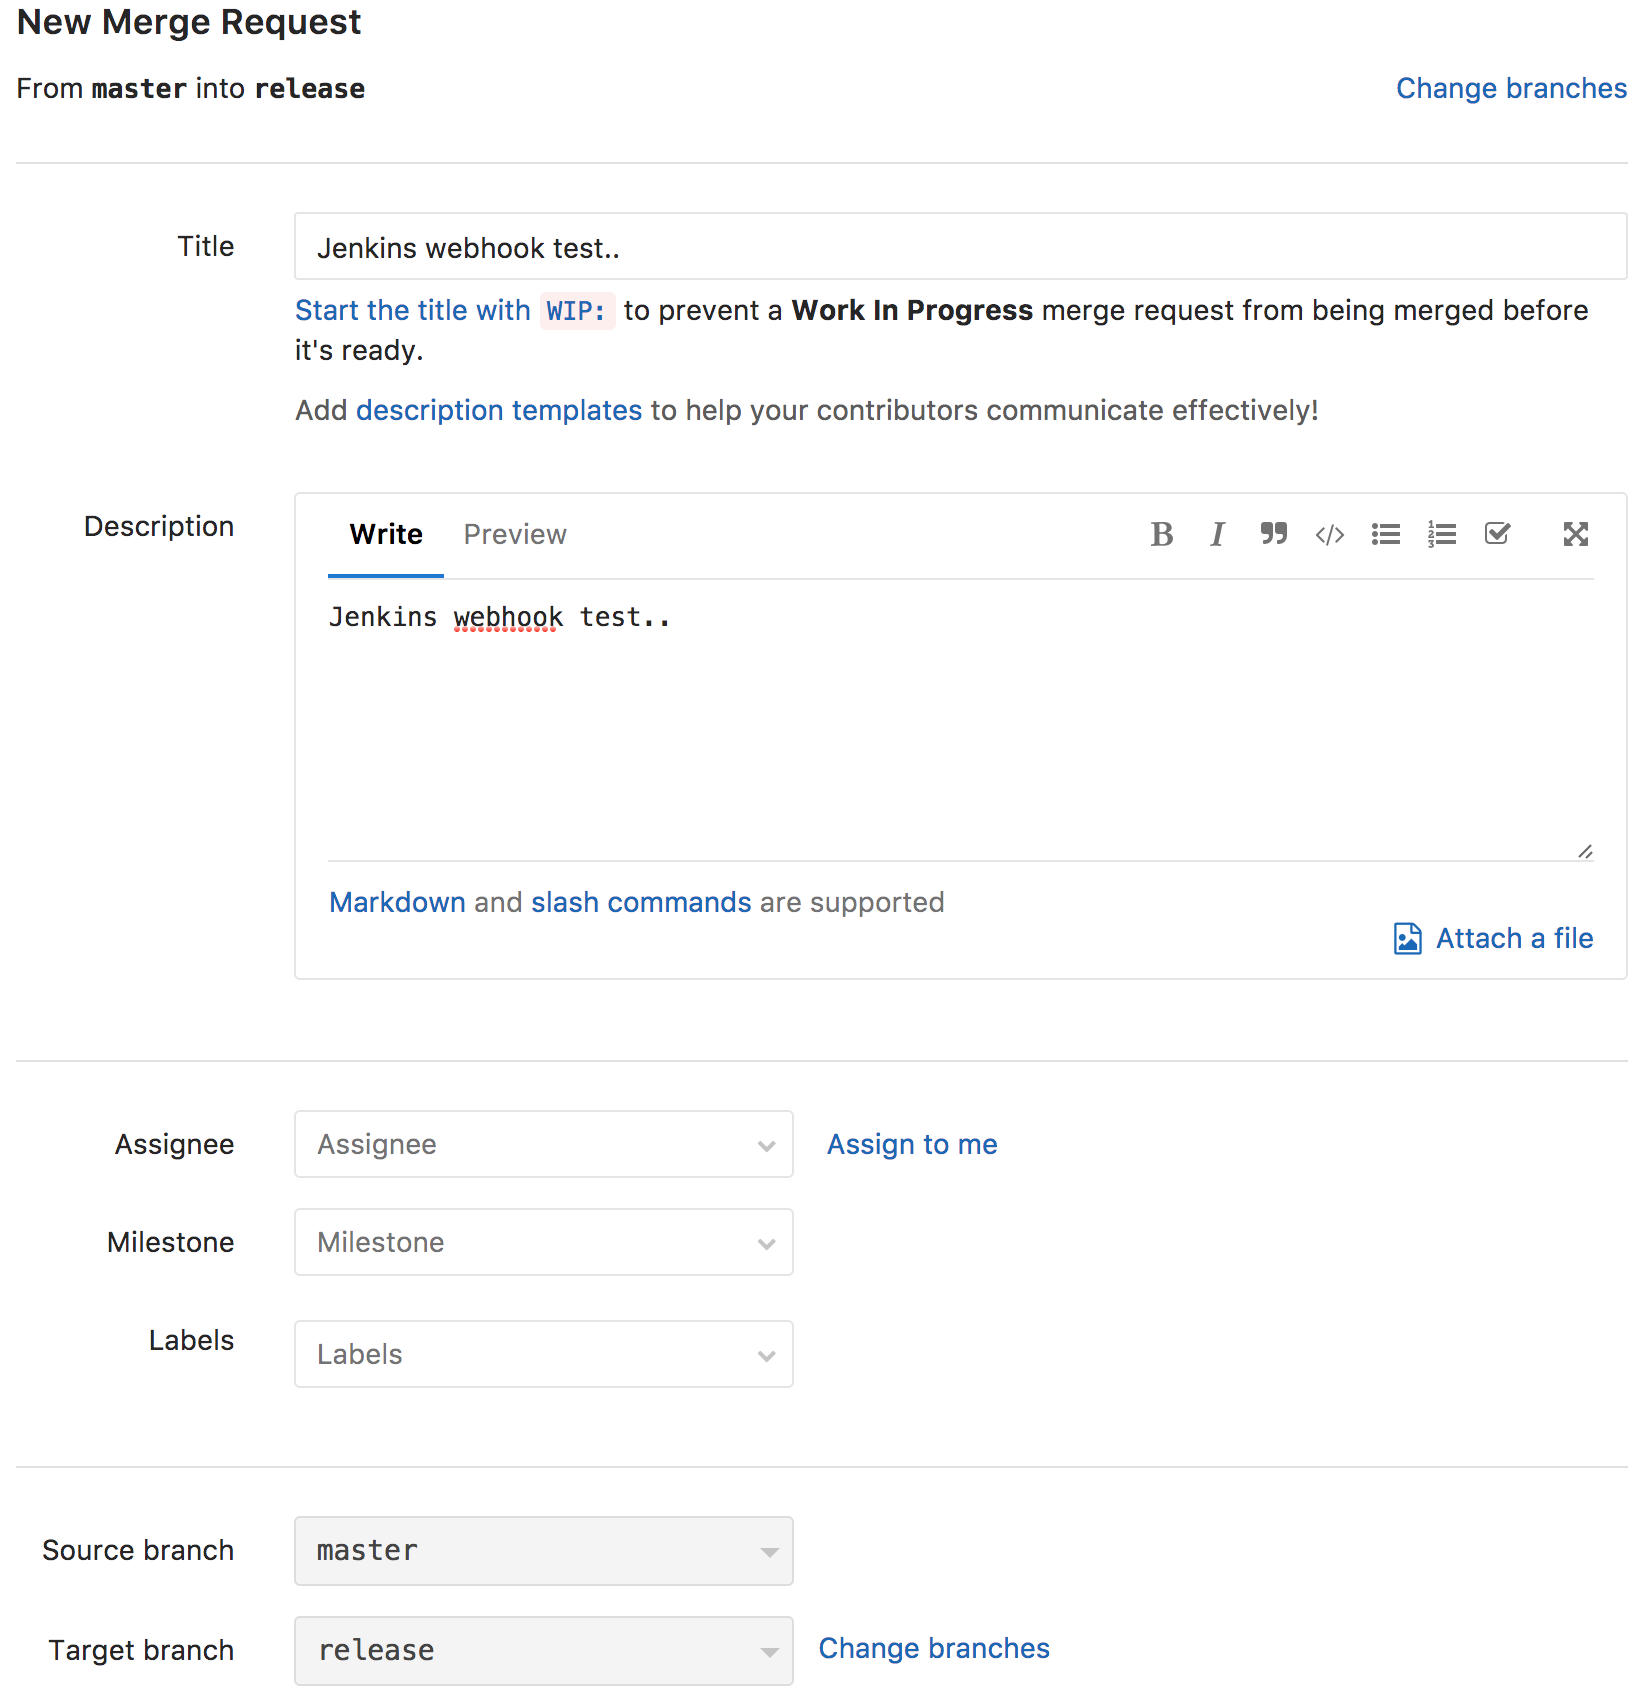 New Merge Request
From master into release
Change branches
Title
Jenkins webhook test..
Start the title with WIP: to prevent a Work In Progress merge request from being merged before
it's ready.
Add description templates to help your contributors communicate effectively!
Description
Write Preview
Jenkins webhook test..
Markdown and slash commands are supported
Attach a file
Assignee
Assignee
Assign to me
Milestone
Milestone
Labels
Labels
Source branch
master
Target branch
release
Change branches